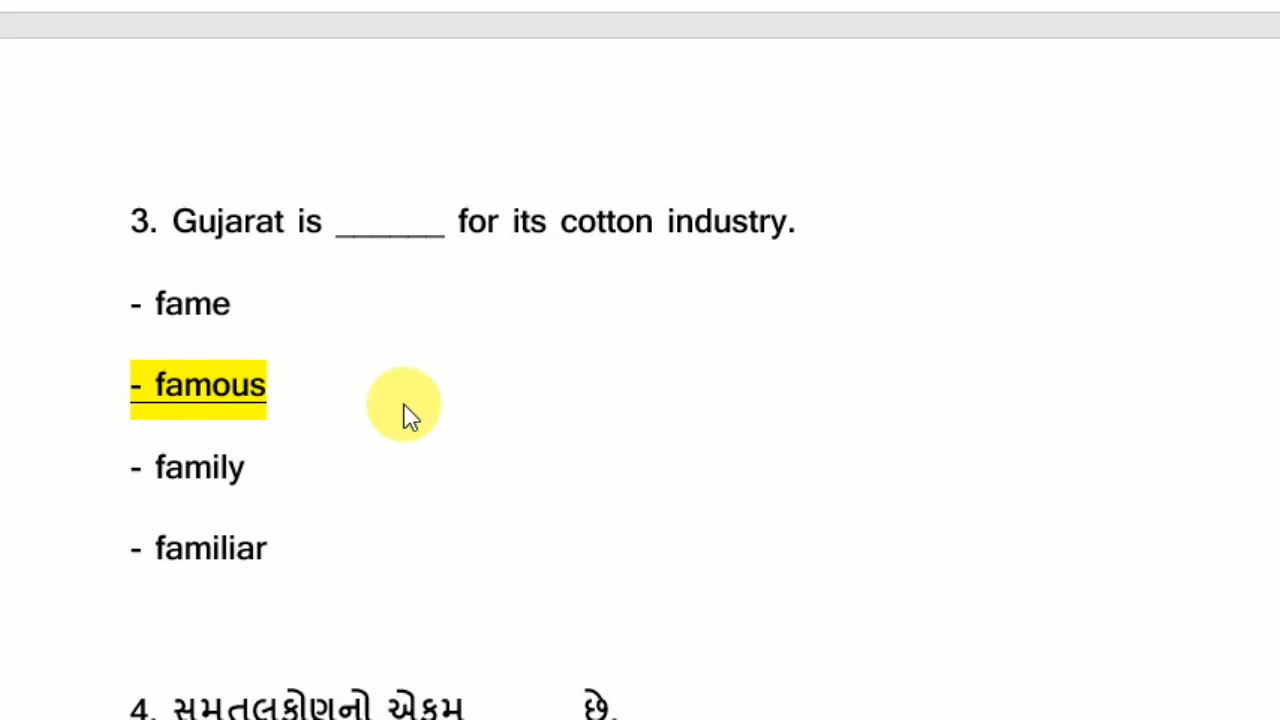 3. Gujarat is ______ for its cotton industry.
- fame
- famous
- family
- familiar
4. સમતલકોણનો એકમ ______ છે.